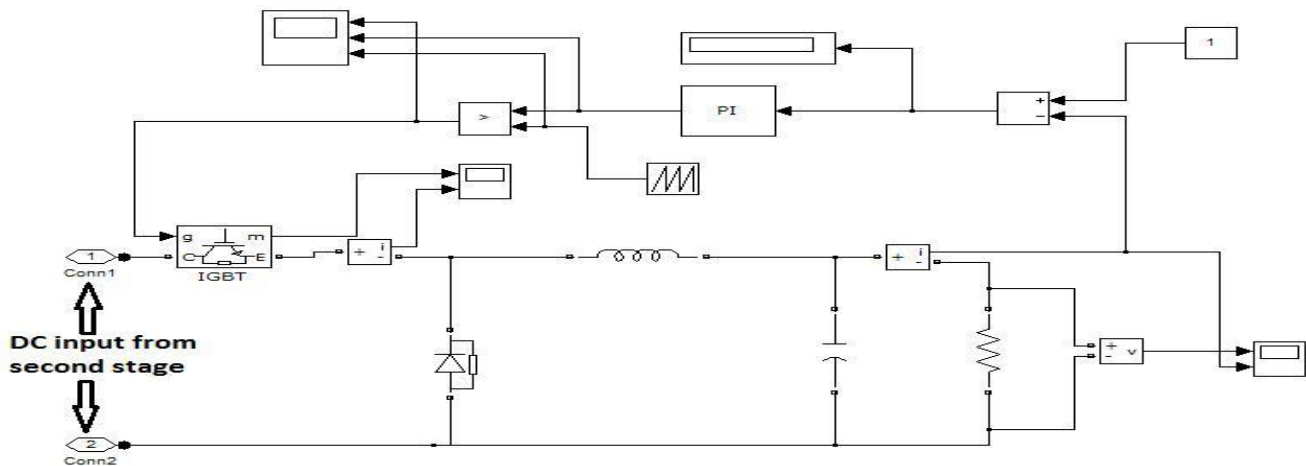 1
+
−
PI
>
g
m
C
E
IGBT
+
i
-
+
i
-
1
Conn1
DC input from
second stage
+
-
v
2
Conn2